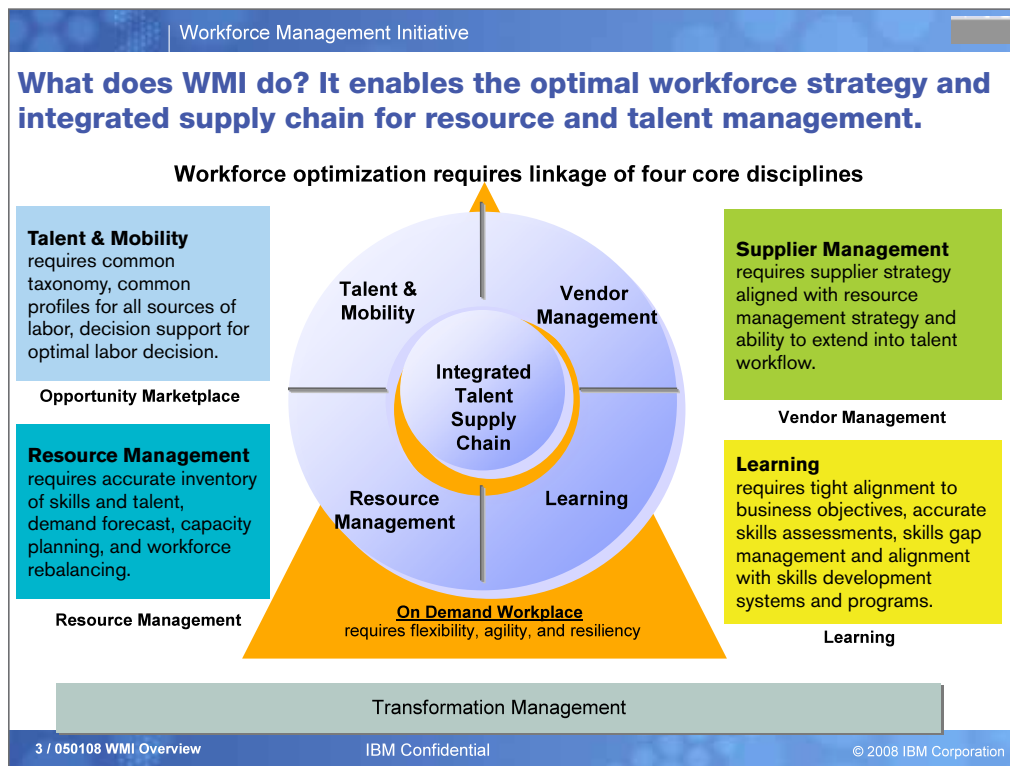 Workforce Management Initiative
What does WMI do? It enables the optimal workforce strategy and
integrated supply chain for resource and talent management.
Workforce optimization requires linkage of four core disciplines
Talent & Mobility
requires common
taxonomy, common
profiles for all sources of
labor, decision support for
optimal labor decision.
Opportunity Marketplace
Resource Management
requires accurate inventory
of skills and talent,
demand forecast, capacity
planning, and workforce
rebalancing.
Resource Management
Talent &
Mobility
Vendor
Management
Integrated
Talent
Supply
Chain
Resource
Management
Learning
On Demand Workplace
requires flexibility, agility, and resiliency
Supplier Management
requires supplier strategy
aligned with resource
management strategy and
ability to extend into talent
workflow.
Vendor Management
Learning
requires tight alignment to
business objectives, accurate
skills assessments, skills gap
management and alignment
with skills development
systems and programs.
Learning
Transformation Management
3 / 050108 WMI Overview
IBM Confidential
© 2008 IBM Corporation